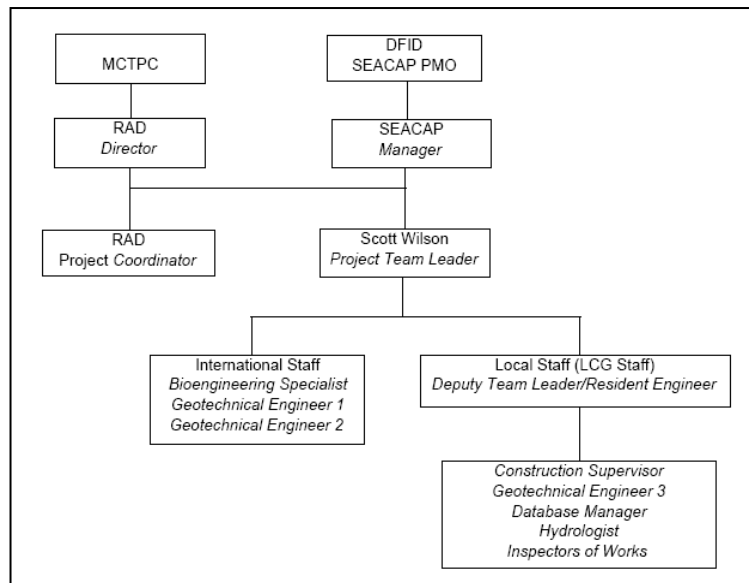 MCTPC
DFID
SEACAP PMO
RAD
Director
SEACAP
Manager
RAD
Project Coordinator
Scott Wilson
Project Team Leader
International Staff
Bioengineering Specialist
Geotechnical Engineer 1
Geotechnical Engineer 2
Local Staff (LCG Staff)
Deputy Team Leader/Resident Engineer
Construction Supervisor
Geotechnical Engineer 3
Database Manager
Hydrologist
Inspectors of Works